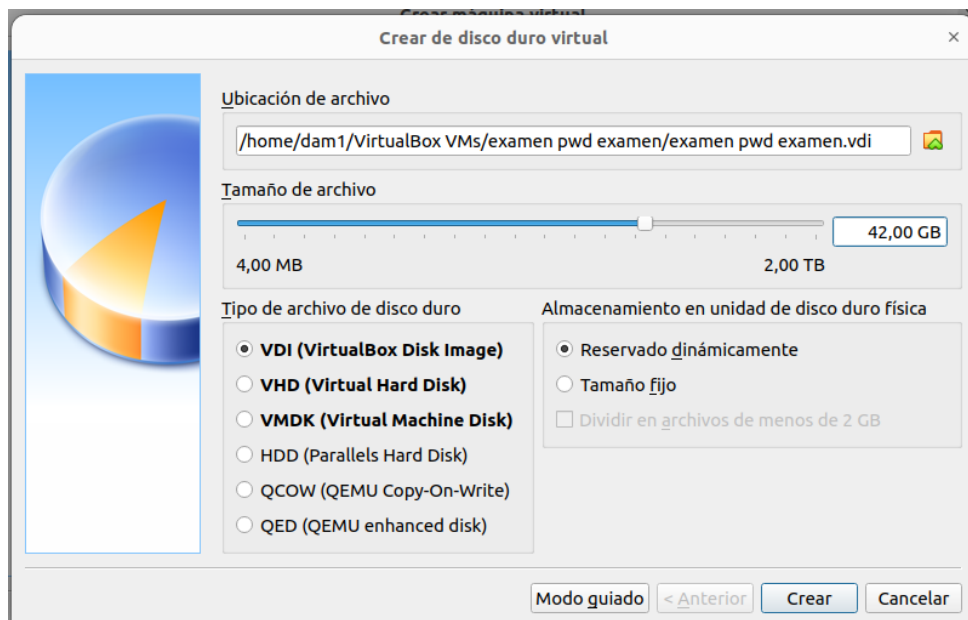 Crear máquina virtual
Crear de disco duro virtual
Ubicación de archivo
/home/dam1/VirtualBox VMs/examen pwd examen/examen pwd examen.vdi
Tamaño de archivo
42,00 GB
4,00 MB 2,00 TB
Tipo de archivo de disco duro
VDI (VirtualBox Disk Image)
VHD (Virtual Hard Disk)
VMDK (Virtual Machine Disk)
HDD (Parallels Hard Disk)
QCOW (QEMU Copy-On-Write)
QED (QEMU enhanced disk)
Almacenamiento en unidad de disco duro física
Reservado dinámicamente
Tamaño fijo
Dividir en archivos de menos de 2 GB
Modo guiado < Anterior Crear Cancelar